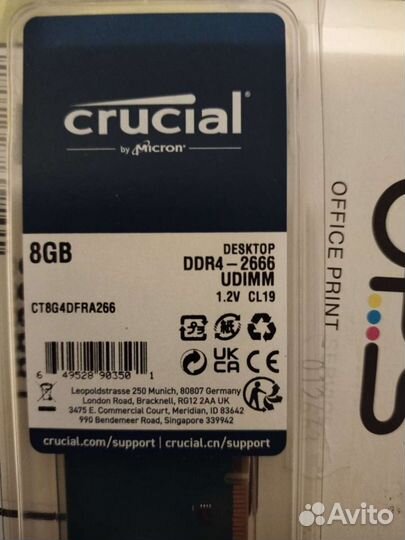 crucial
by Micron
8GB
DESKTOP
DDR4-2666
UDIMM
1.2V CL19
CT8G4DFRA266
UK
CA
6 49528 90350 1
Leopoldstrasse 250 Munich, 80807 Germany
London Road, Bracknell, RG12 2AA UK
3475 E. Commercial Court, Meridian, ID 83642
990 Bendemeer Road, Singapore 339942
crucial.com/support | crucial.cn/support
OFFICE PRINT
OPS
Avito